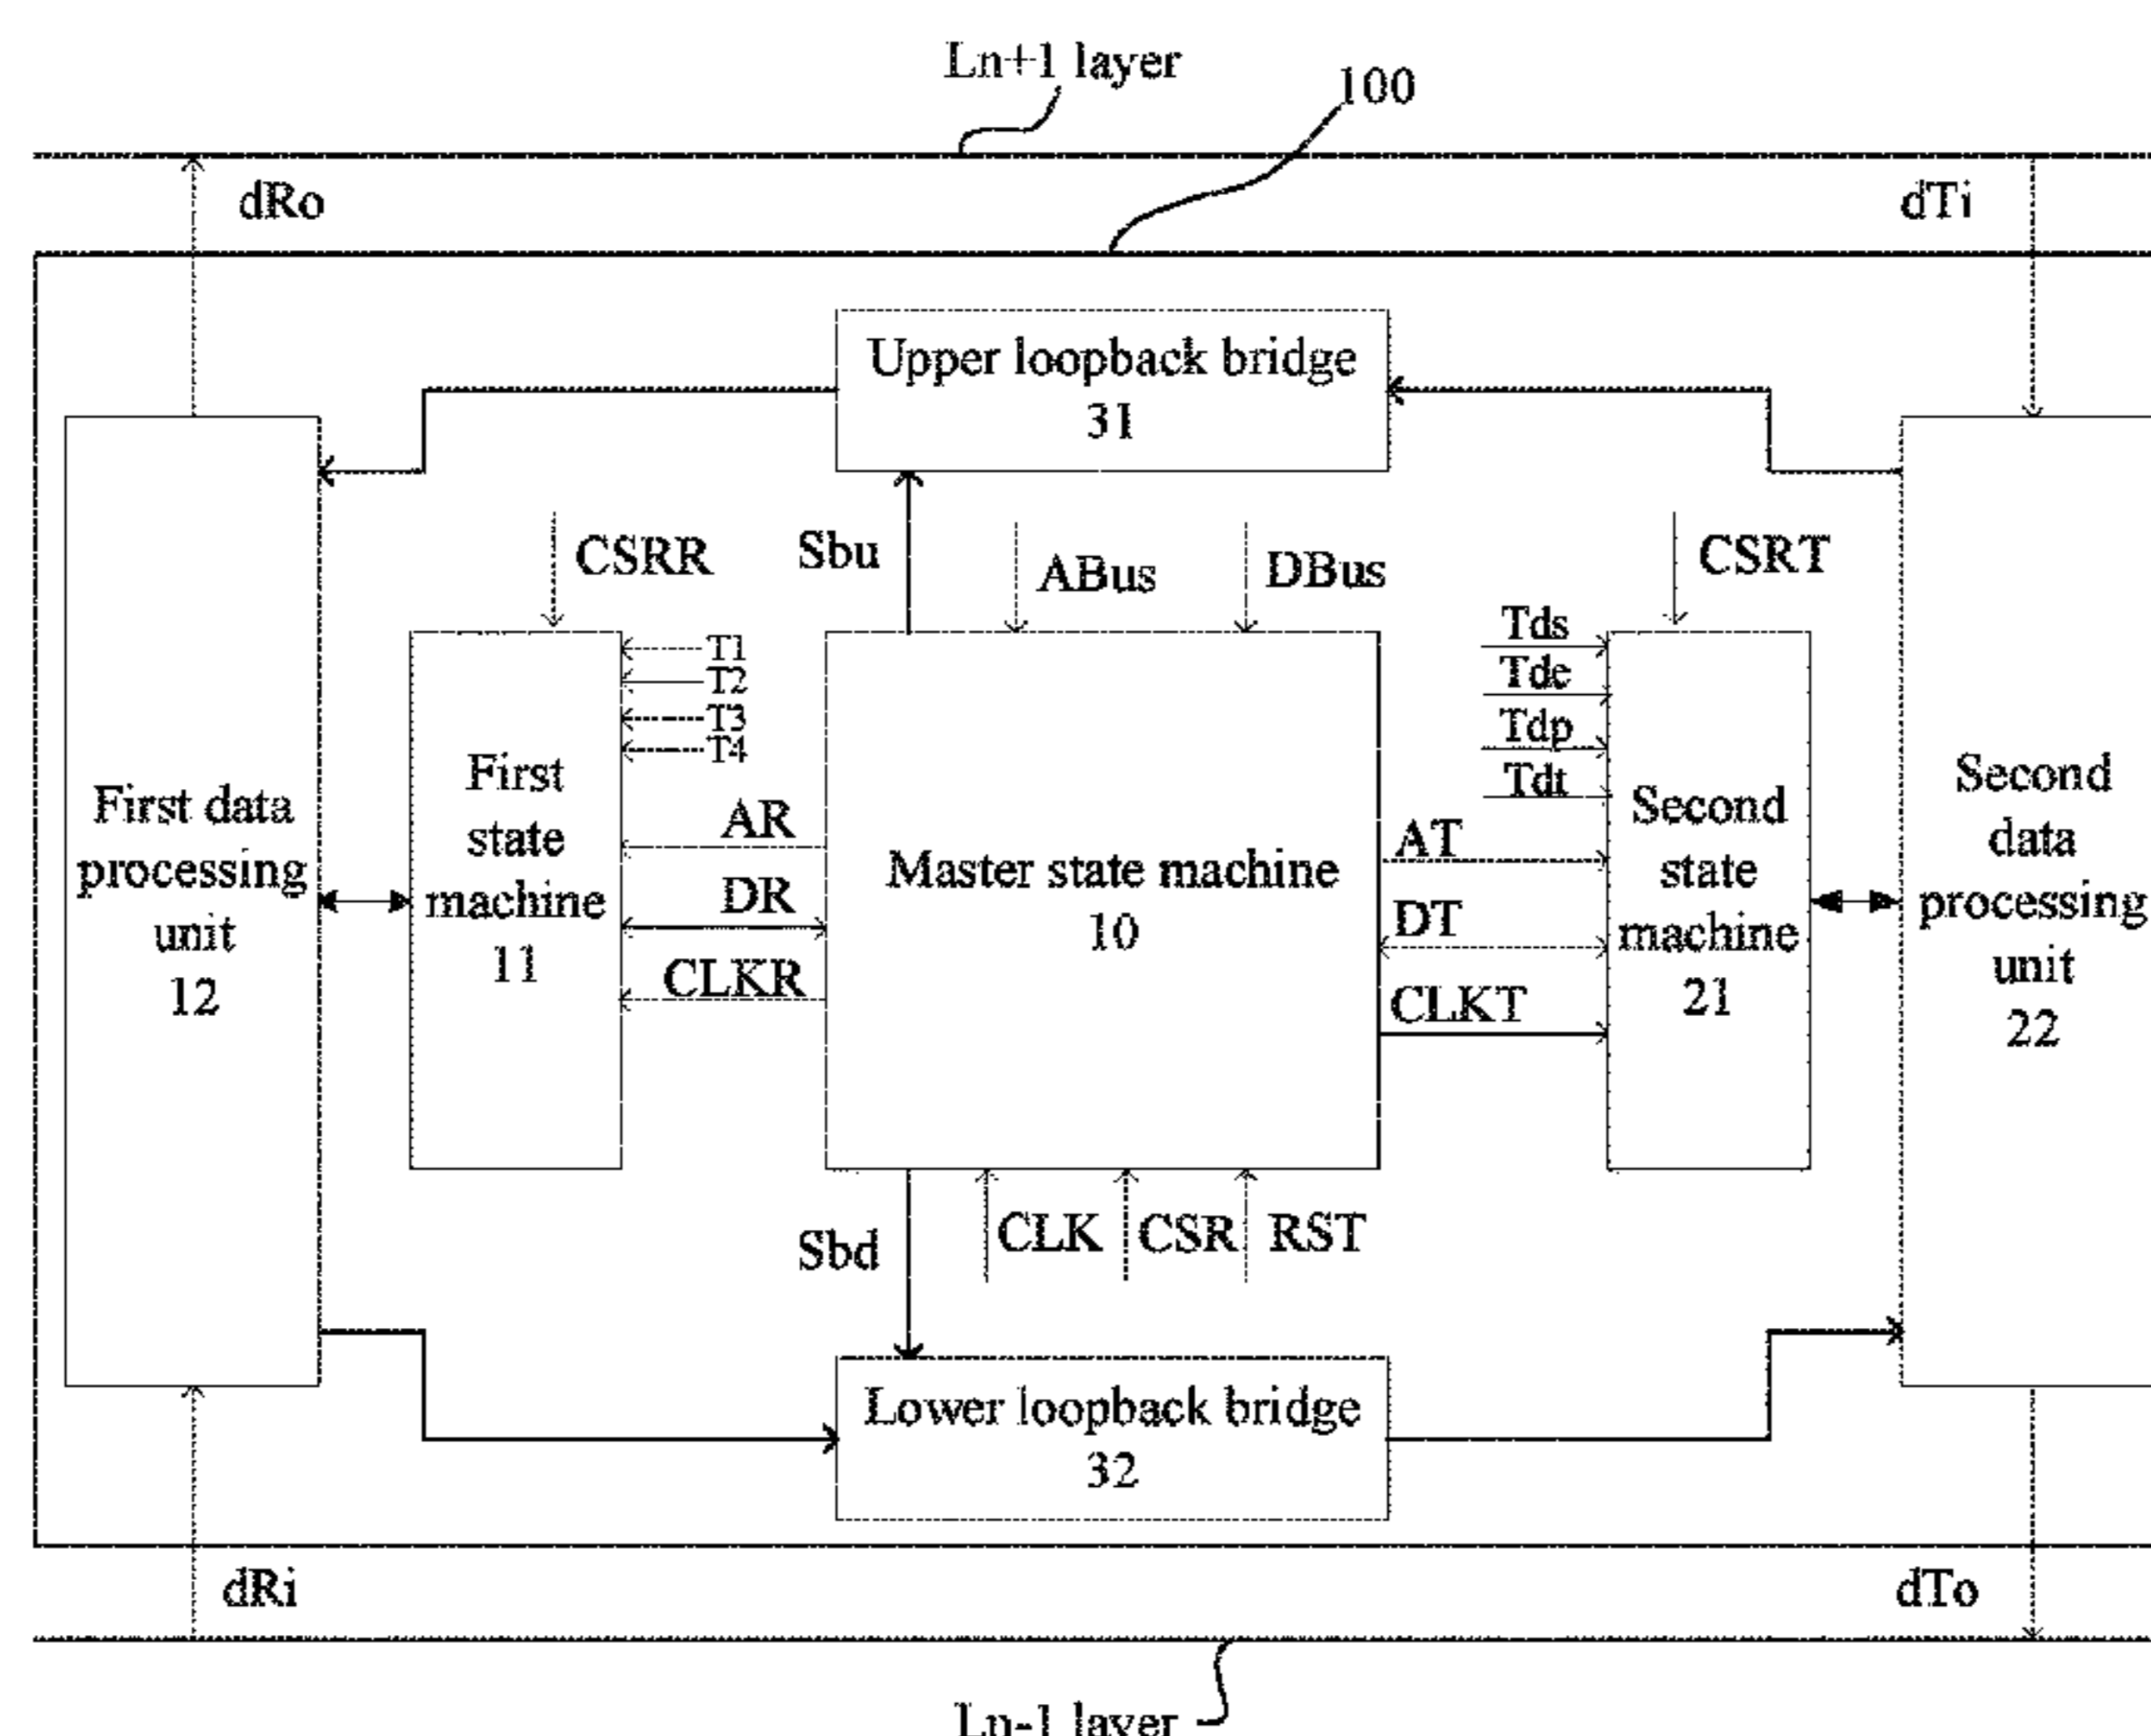 Ln+1 layer
100
dRo
dTi
Upper loopback bridge
31
CSRR
Sbu
ABus
DBus
CSRT
T1
T2
T3
T4
Tds
Tde
Tdp
Tdt
First data
processing
unit
12
First
state
machine
11
AR
DR
CLKR
Master state machine
10
AT
DT
CLKT
Second
state
machine
21
Second
data
processing
unit
22
Sbd
CLK
CSR
RST
Lower loopback bridge
32
dRi
dTo
Ln-1 layer